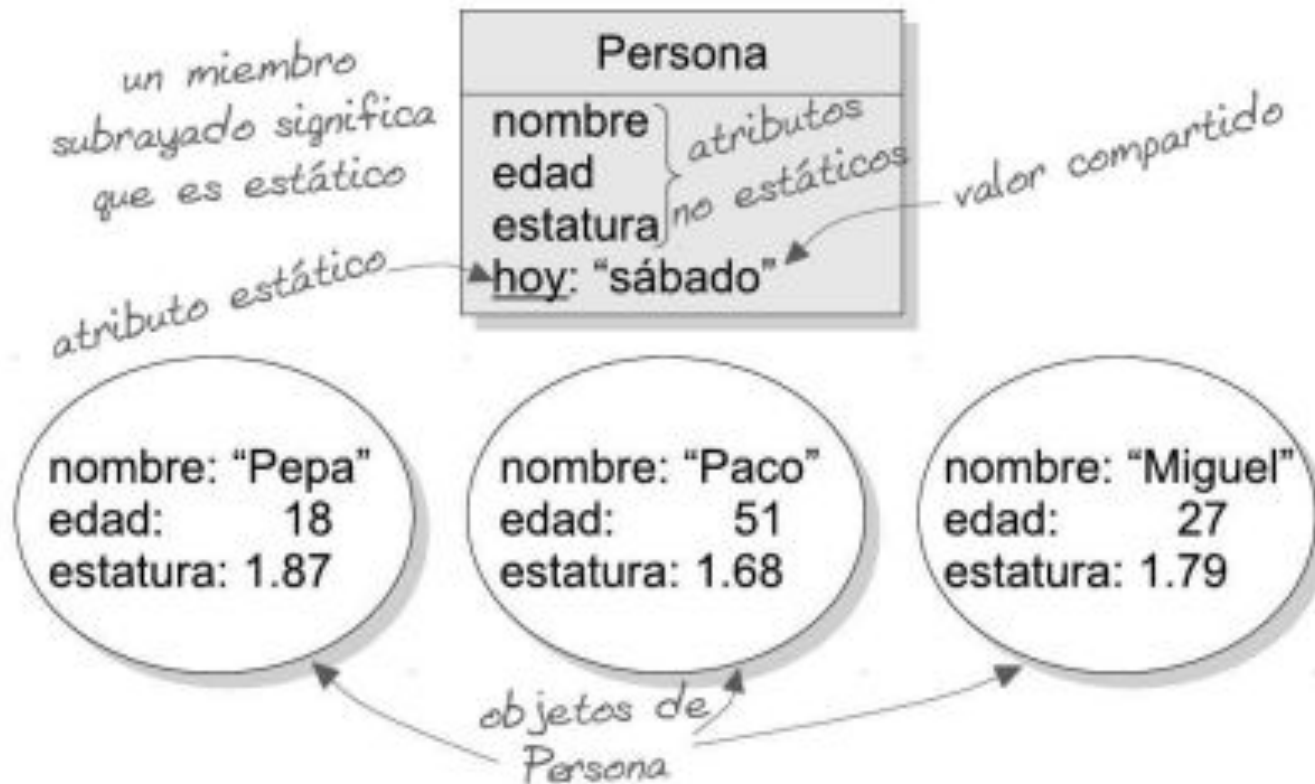 Persona
un miembro
subrayado significa
que es estático
nombre
edad
estatura
atributos
no estáticos
valor compartido
hoy: “sábado”
atributo estático
nombre: “Pepa”
edad: 18
estatura: 1.87
nombre: “Paco”
edad: 51
estatura: 1.68
nombre: “Miguel”
edad: 27
estatura: 1.79
objetos de
Persona